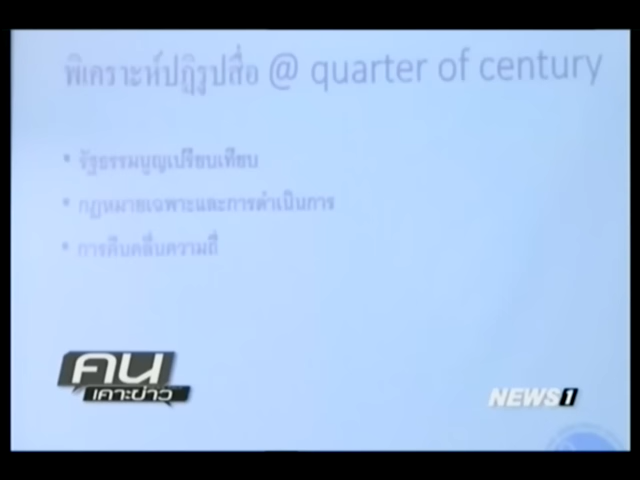 พิเคราะห์ปฏิรูปสื่อ @ quarter of century
• รัฐธรรมนูญเปรียบเทียบ
• กฎหมายเฉพาะและการดำเนินการ
• การคืนคลื่นความถี่
คน
เคาะข่าว
NEWS1